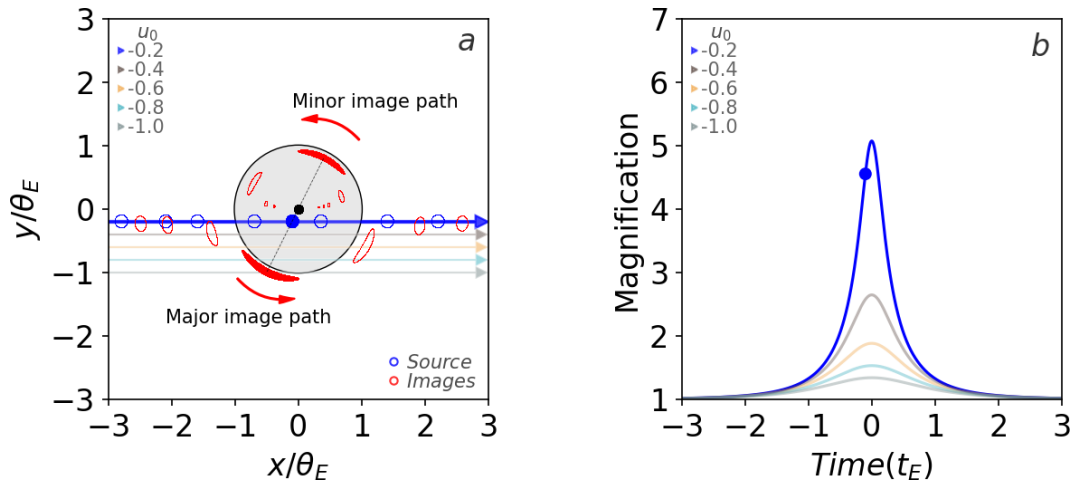 a
u₀
-0.2
-0.4
-0.6
-0.8
-1.0
Minor image path
Major image path
Source
Images
3
2
1
0
−1
−2
−3
y/θ_E
−3 −2 −1 0 1 2 3
x/θ_E
b
u₀
-0.2
-0.4
-0.6
-0.8
-1.0
7
6
5
4
3
2
1
Magnification
−3 −2 −1 0 1 2 3
Time(t_E)